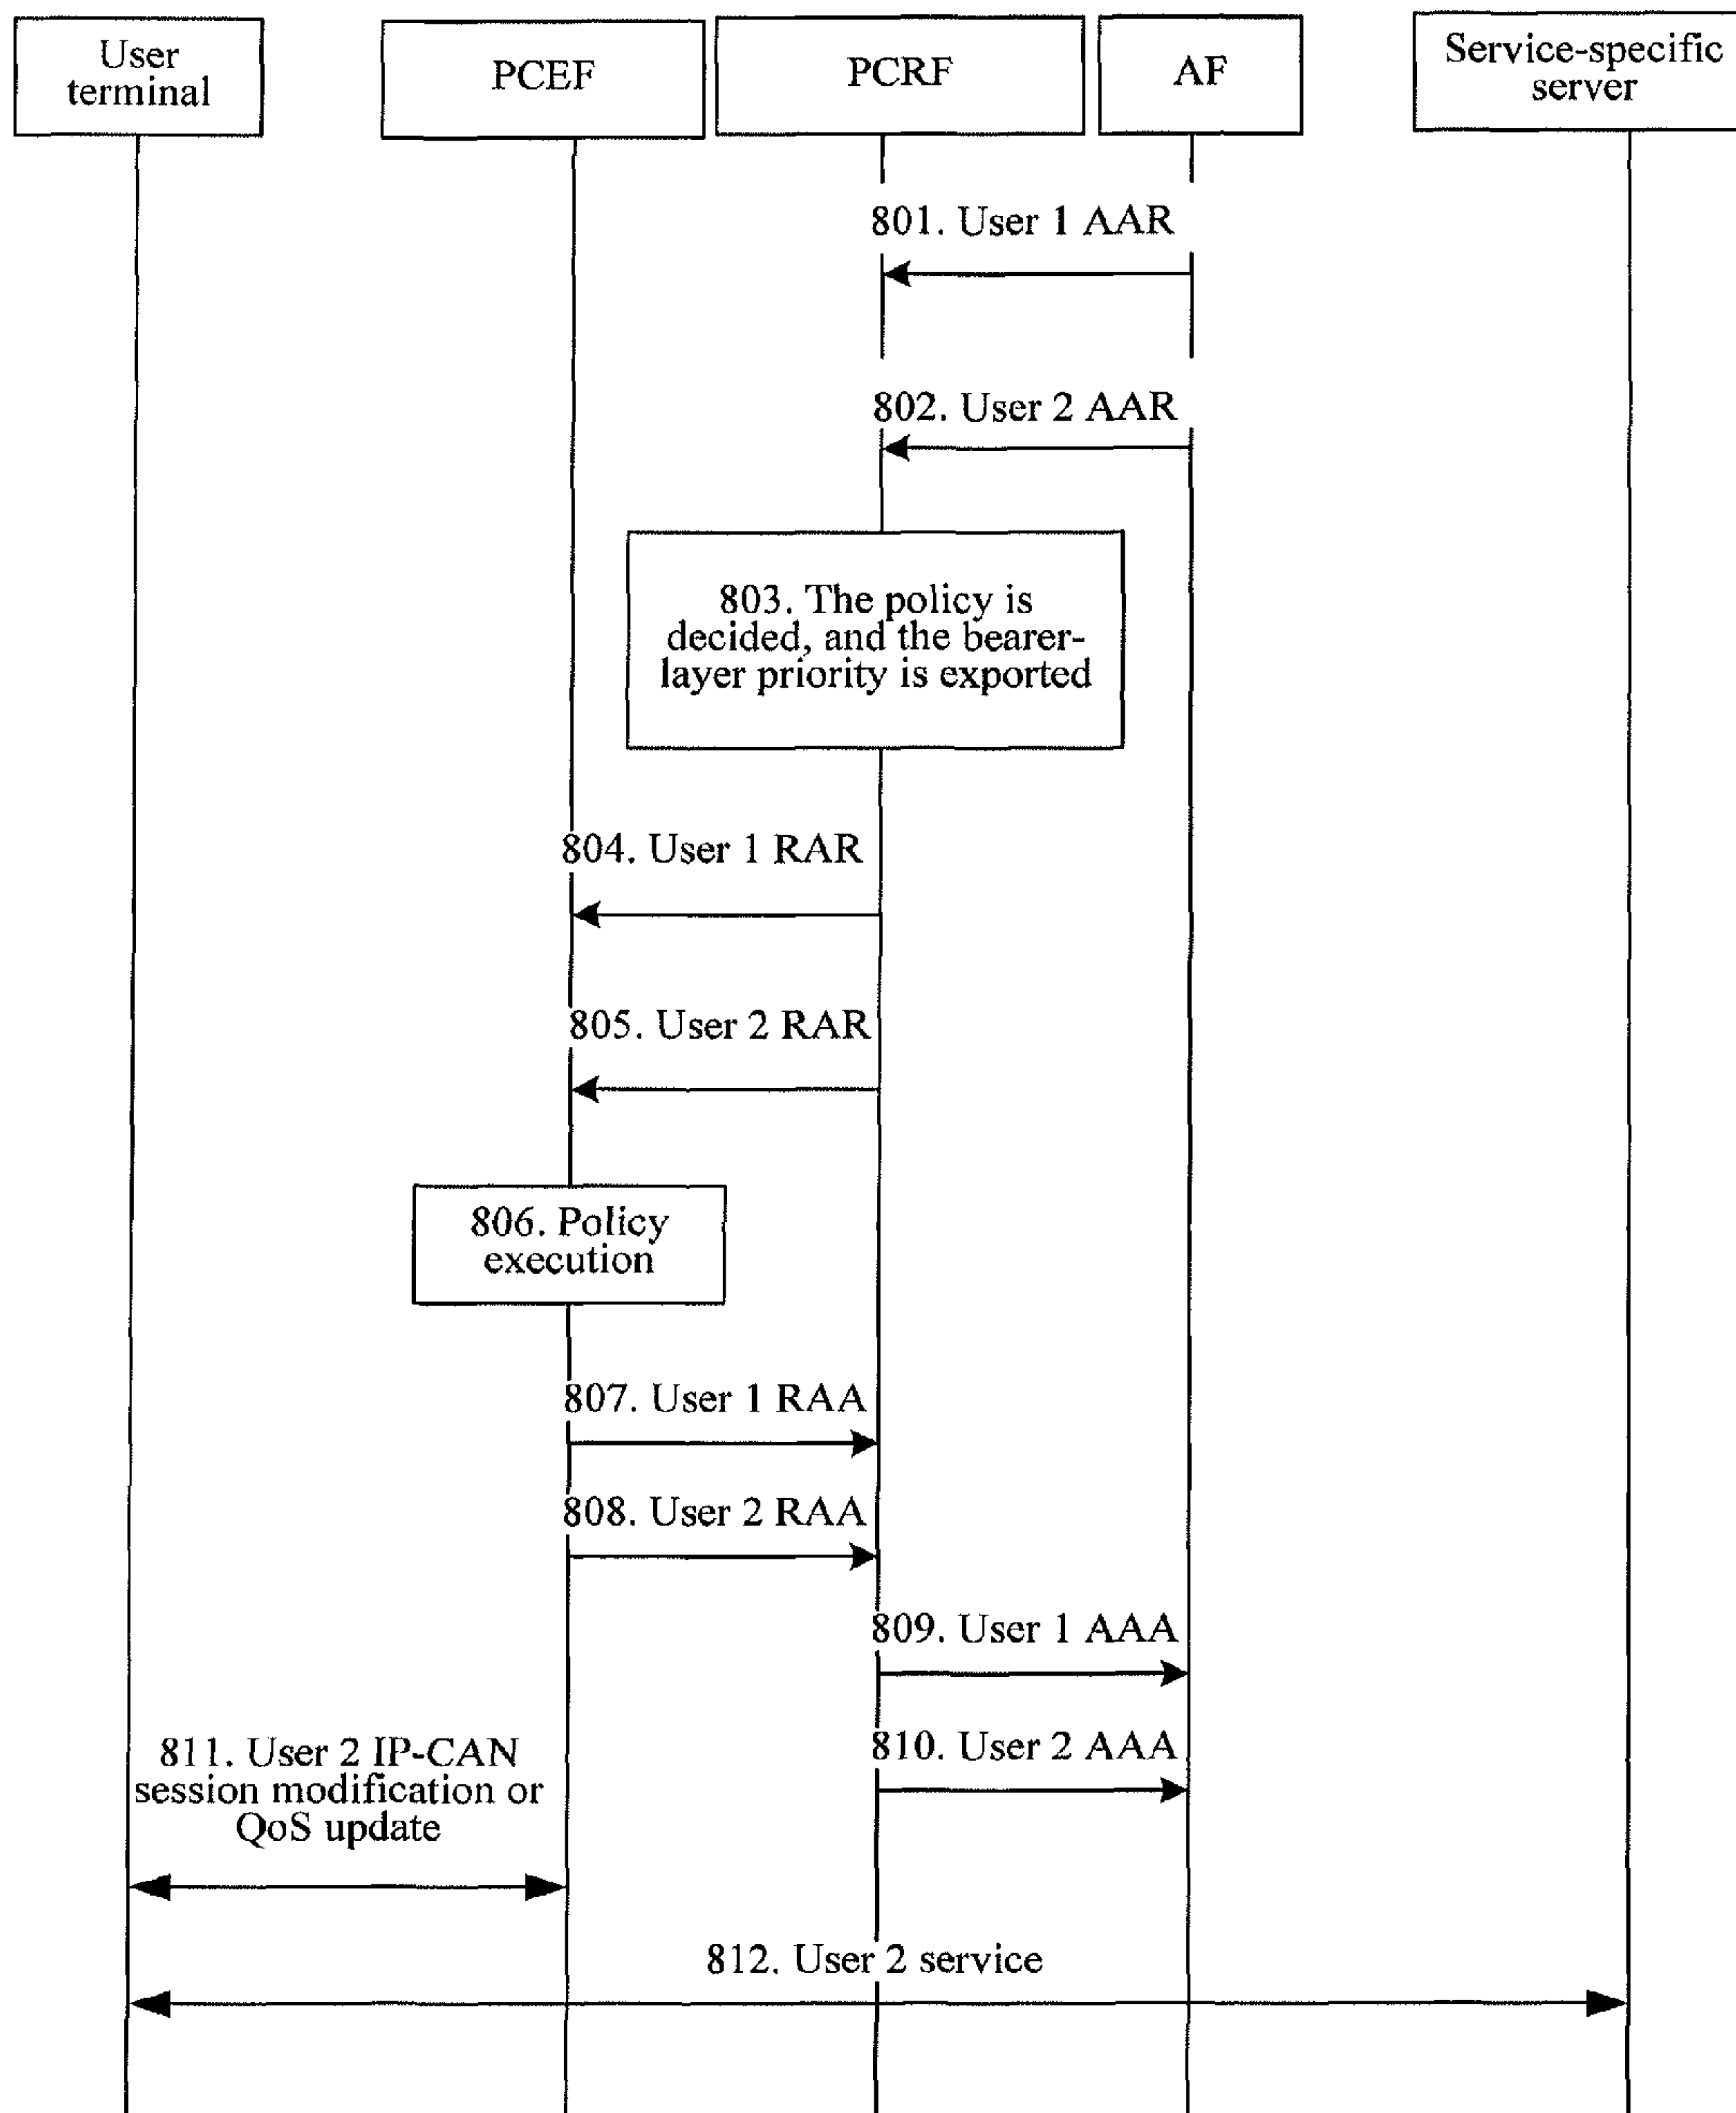 User
terminal
PCEF
PCRF
AF
Service-specific
server
801. User 1 AAR
802. User 2 AAR
803. The policy is
decided, and the bearer-
layer priority is exported
804. User 1 RAR
805. User 2 RAR
806. Policy
execution
807. User 1 RAA
808. User 2 RAA
809. User 1 AAA
810. User 2 AAA
811. User 2 IP-CAN
session modification or
QoS update
812. User 2 service